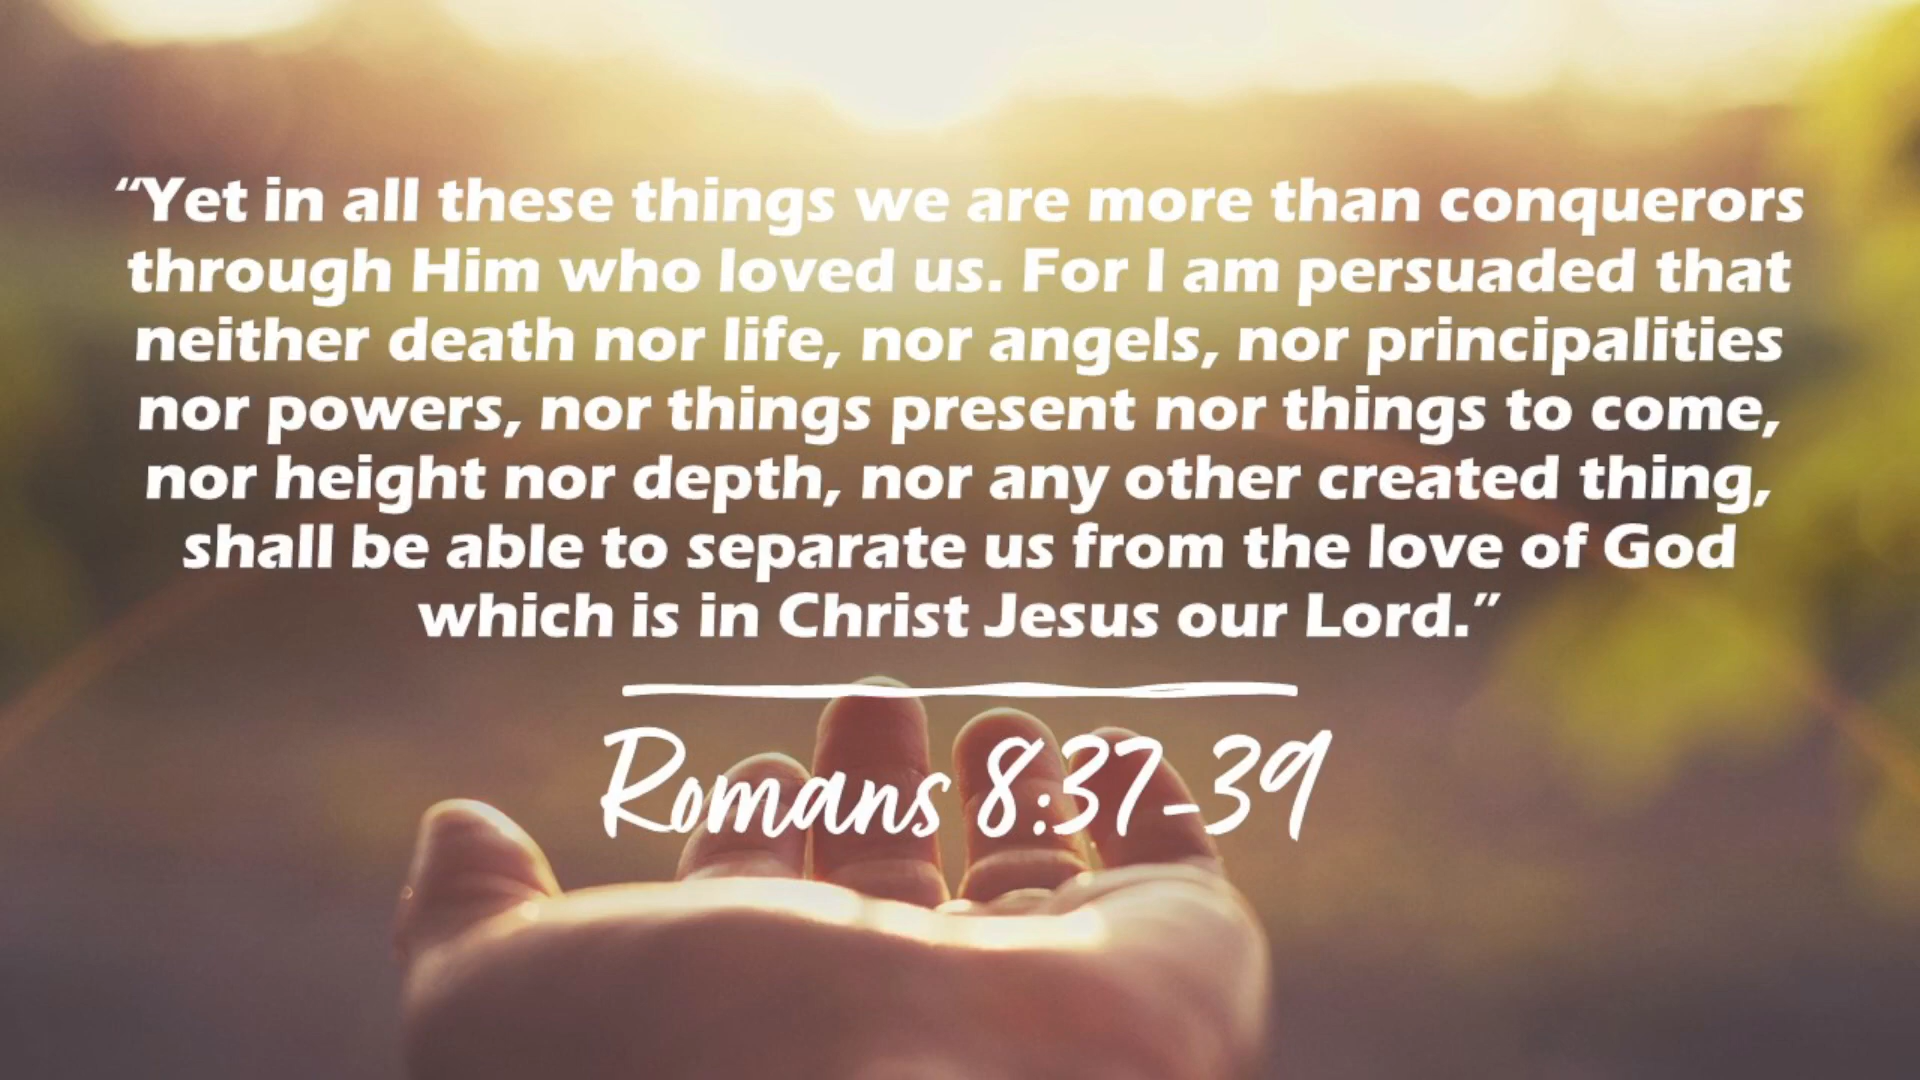 “Yet in all these things we are more than conquerors
through Him who loved us. For I am persuaded that
neither death nor life, nor angels, nor principalities
nor powers, nor things present nor things to come,
nor height nor depth, nor any other created thing,
shall be able to separate us from the love of God
which is in Christ Jesus our Lord.”
Romans 8:37-39